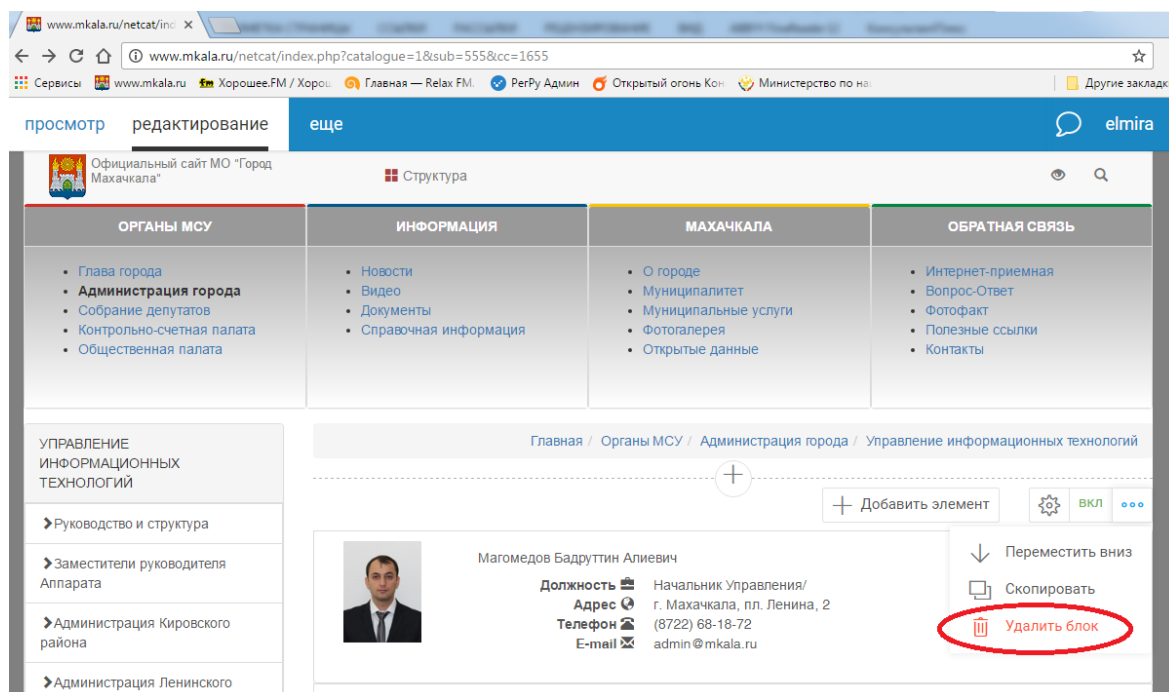 www.mkala.ru/netcat/ind
www.mkala.ru/netcat/index.php?catalogue=1&sub=555&cc=1655
Сервисы www.mkala.ru Хорошее.FM / Хорош Главная — Relax FM. PerPy Админ Открытый огонь Кон Министерство по на Другие заклад
просмотр редактирование еще elmira
Официальный сайт МО "Город
Махачкала"
Структура
ОРГАНЫ МСУ ИНФОРМАЦИЯ МАХАЧКАЛА ОБРАТНАЯ СВЯЗЬ
Глава города Новости О городе Интернет-приемная
Администрация города Видео Муниципалитет Вопрос-Ответ
Собрание депутатов Документы Муниципальные услуги Фотофакт
Контрольно-счетная палата Справочная информация Фотогалерея Полезные ссылки
Общественная палата Открытые данные Контакты
УПРАВЛЕНИЕ
ИНФОРМАЦИОННЫХ
ТЕХНОЛОГИЙ
Руководство и структура
Заместители руководителя
Аппарата
Администрация Кировского
района
Администрация Ленинского
Главная / Органы МСУ / Администрация города / Управление информационных технологий
Добавить элемент ВКЛ
Переместить вниз
Скопировать
Удалить блок
Магомедов Бадруттин Алиевич
Должность Начальник Управления/
Адрес г. Махачкала, пл. Ленина, 2
Телефон (8722) 68-18-72
E-mail admin@mkala.ru